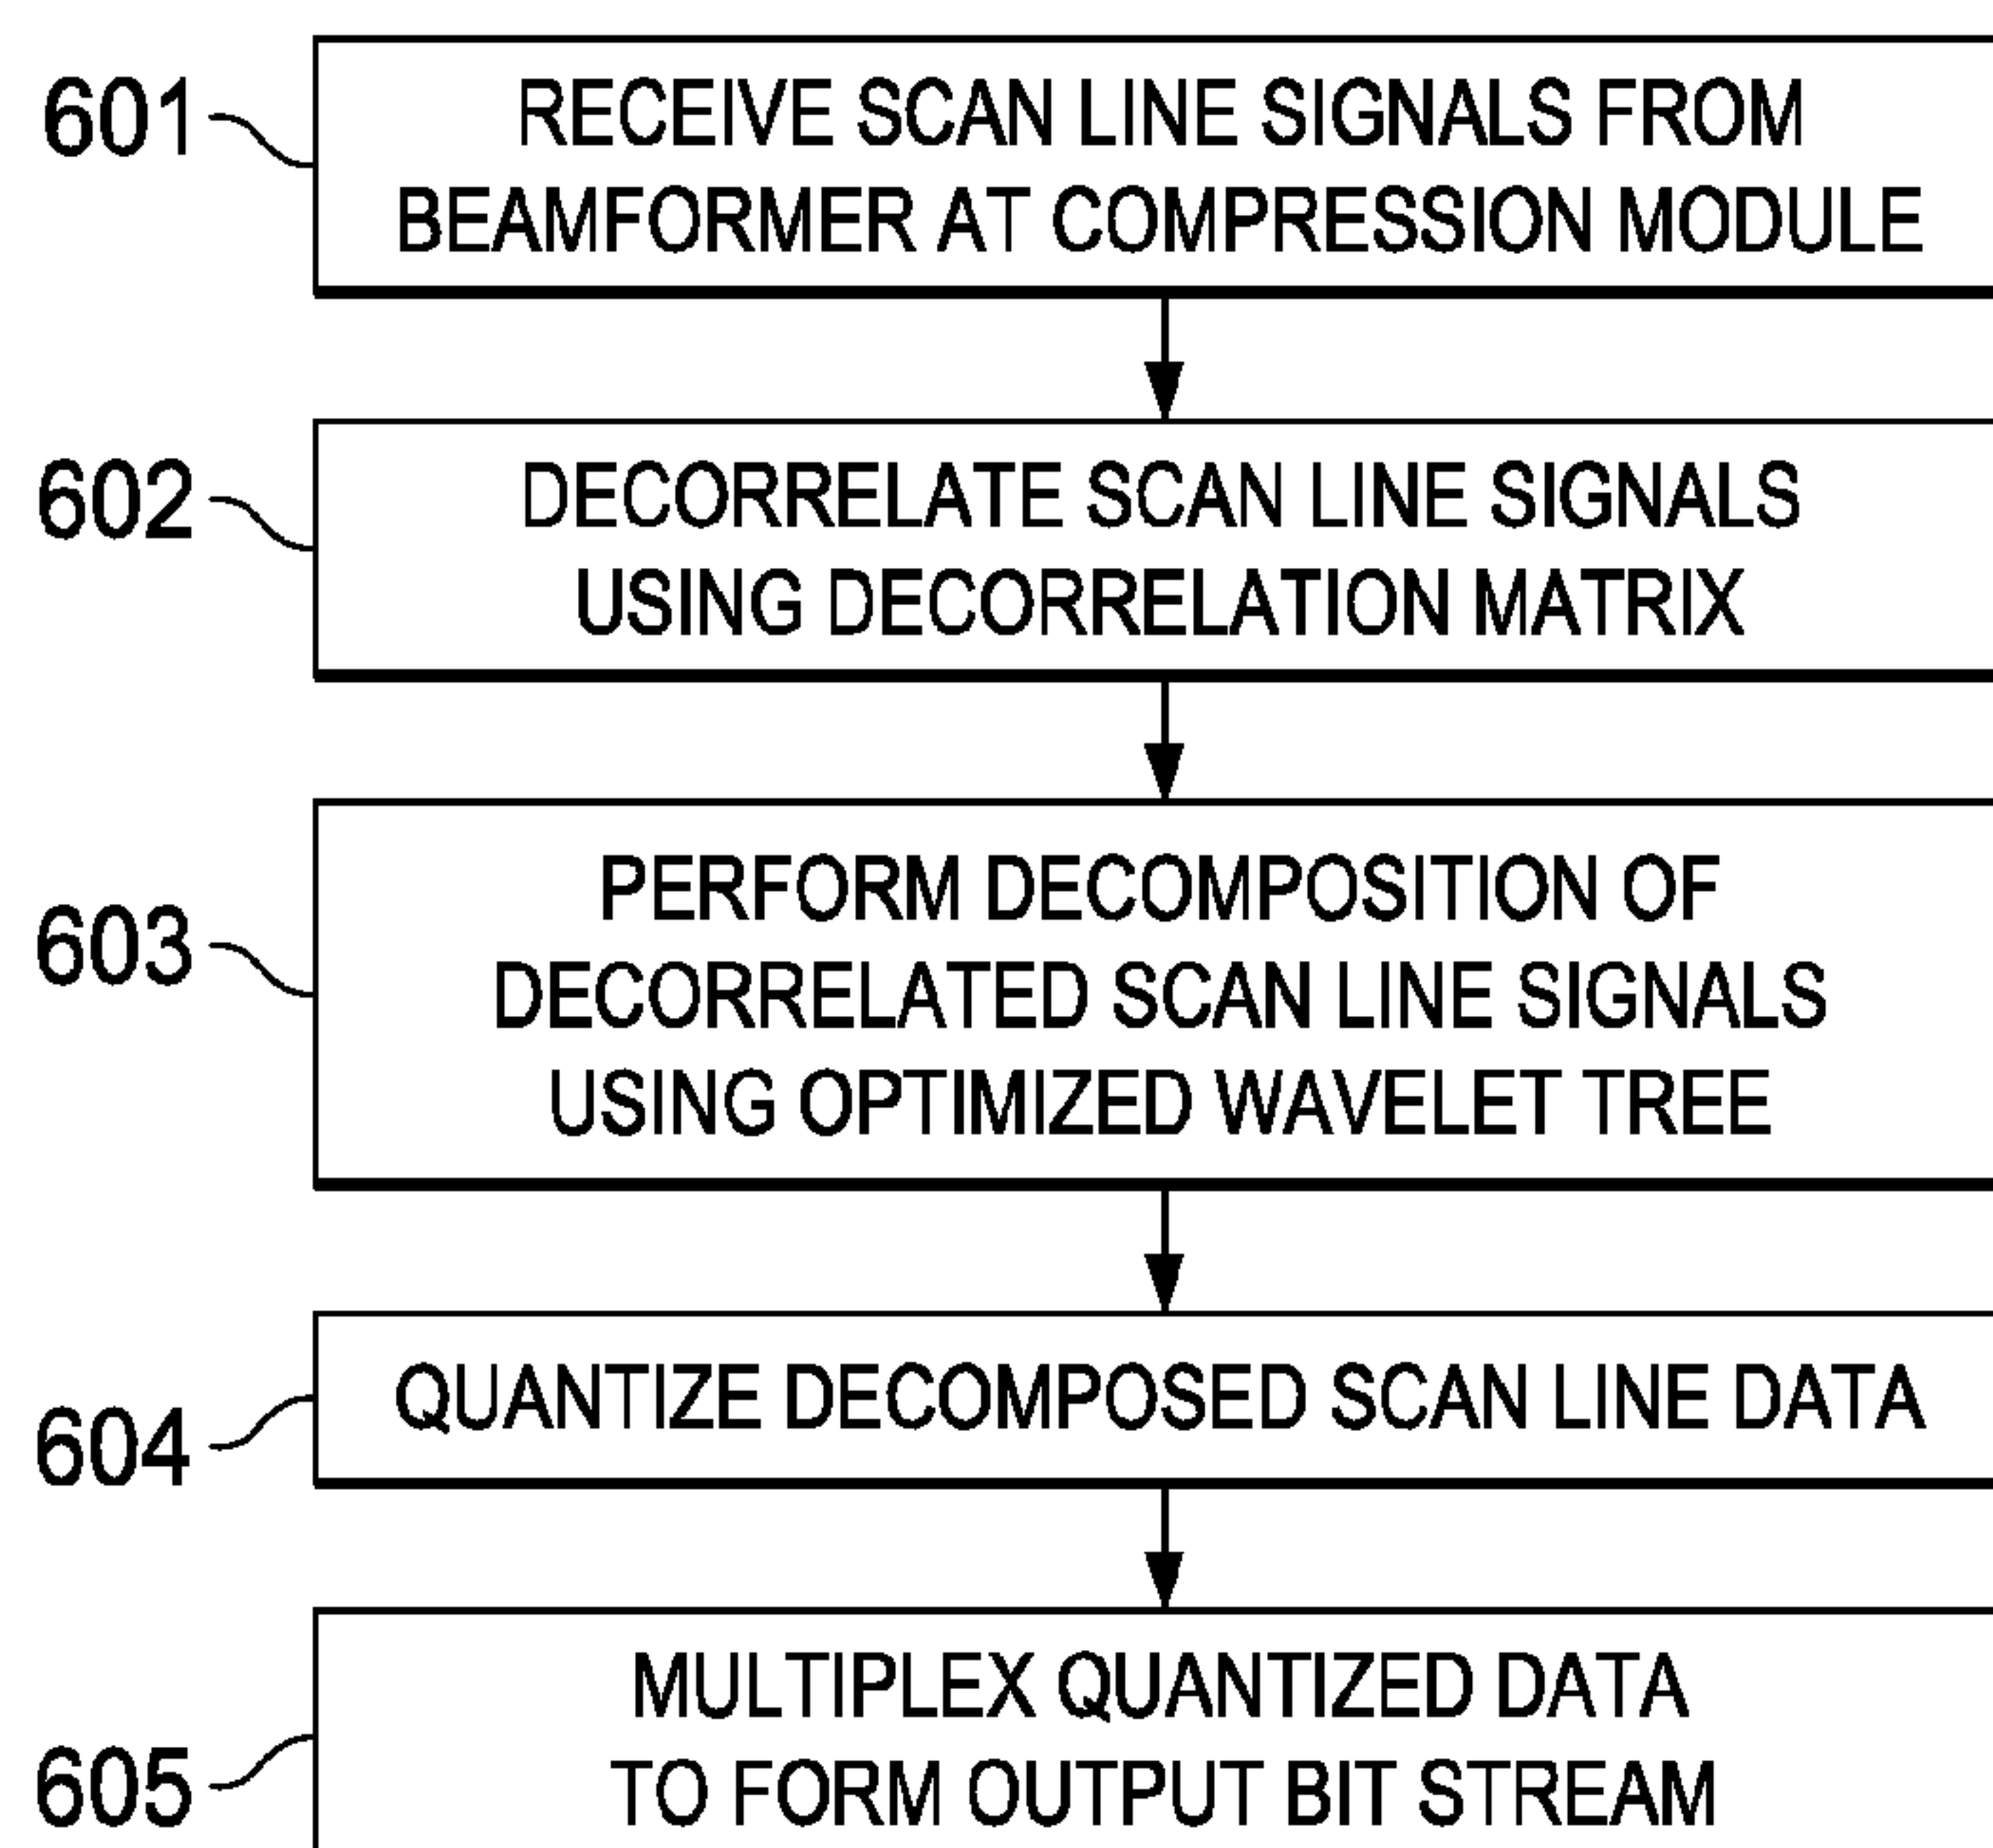 601
RECEIVE SCAN LINE SIGNALS FROM
BEAMFORMER AT COMPRESSION MODULE
602
DECORRELATE SCAN LINE SIGNALS
USING DECORRELATION MATRIX
603
PERFORM DECOMPOSITION OF
DECORRELATED SCAN LINE SIGNALS
USING OPTIMIZED WAVELET TREE
604
QUANTIZE DECOMPOSED SCAN LINE DATA
605
MULTIPLEX QUANTIZED DATA
TO FORM OUTPUT BIT STREAM